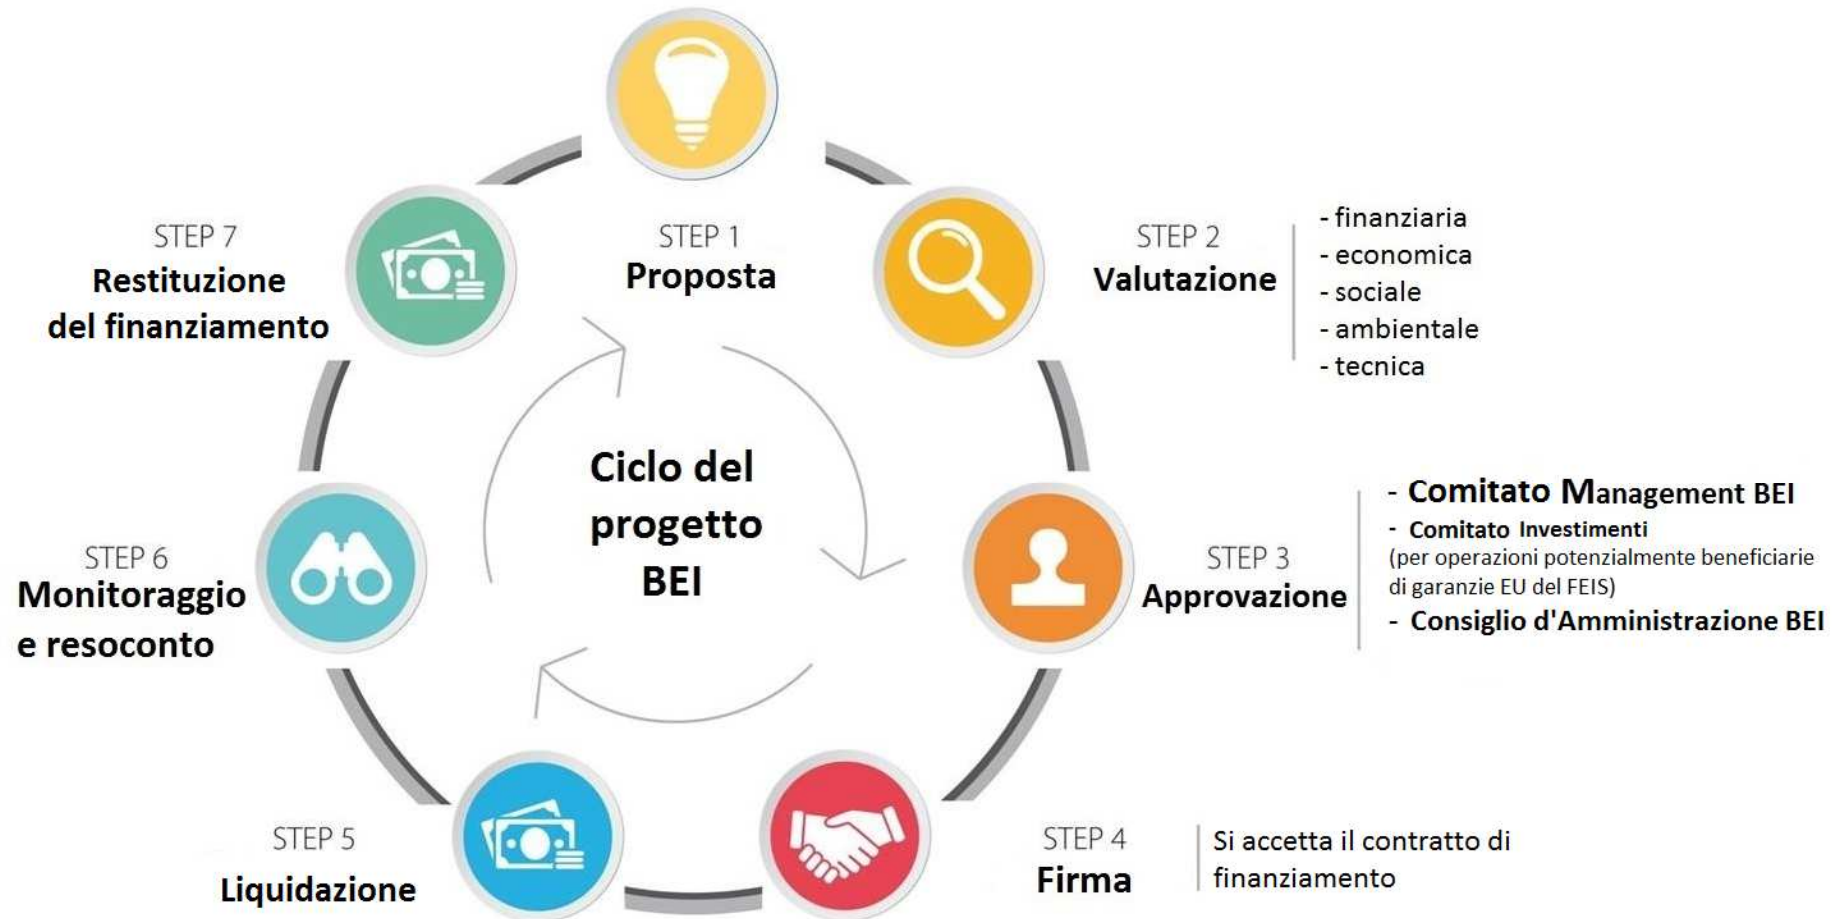 STEP 1
Proposta
STEP 2
Valutazione
- finanziaria
- economica
- sociale
- ambientale
- tecnica
STEP 3
Approvazione
- Comitato Management BEI
- Comitato Investimenti
(per operazioni potenzialmente beneficiarie
di garanzie EU del FEIS)
- Consiglio d'Amministrazione BEI
STEP 4
Firma
Si accetta il contratto di
finanziamento
STEP 5
Liquidazione
STEP 6
Monitoraggio
e resoconto
STEP 7
Restituzione
del finanziamento
Ciclo del
progetto
BEI